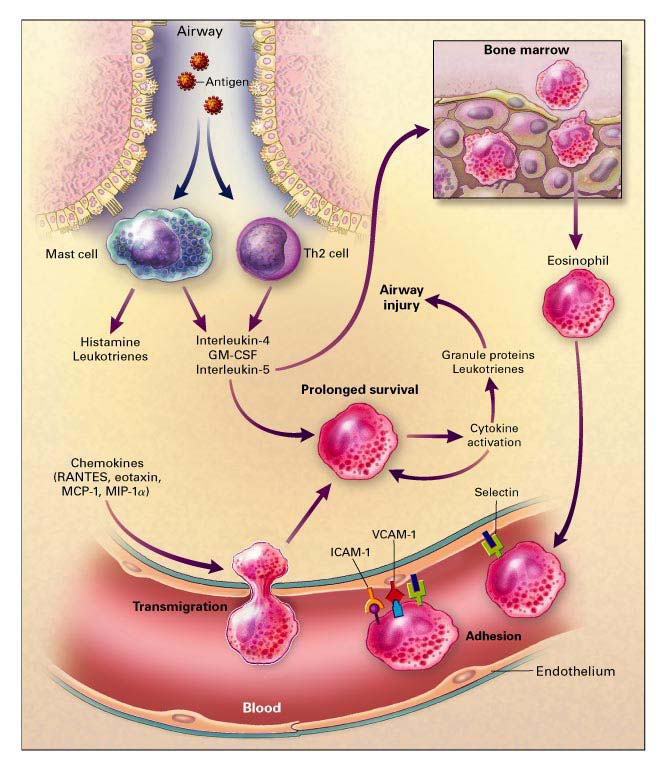 Airway
Antigen
Bone marrow
Mast cell
Th2 cell
Eosinophil
Airway
injury
Histamine
Leukotrienes
Interleukin-4
GM-CSF
Interleukin-5
Granule proteins
Leukotrienes
Prolonged survival
Cytokine
activation
Chemokines
(RANTES, eotaxin,
MCP-1, MIP-1α)
Selectin
VCAM-1
ICAM-1
Transmigration
Adhesion
Endothelium
Blood